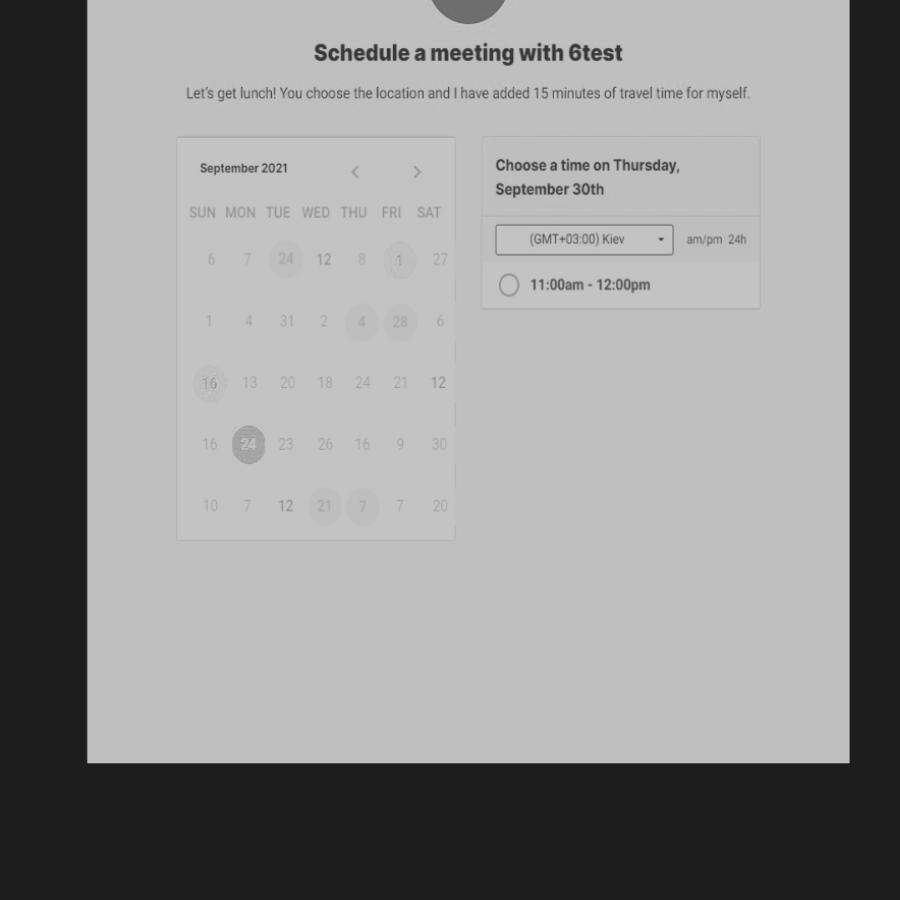 Schedule a meeting with 6test
Let's get lunch! You choose the location and I have added 15 minutes of travel time for myself.
September 2021
SUN MON TUE WED THU FRI SAT
6 7 24 12 8 1 27
1 4 31 2 4 28 6
16 13 20 18 24 21 12
16 24 23 26 16 9 30
10 7 12 21 7 7 20
Choose a time on Thursday,
September 30th
(GMT+03:00) Kiev am/pm 24h
11:00am - 12:00pm